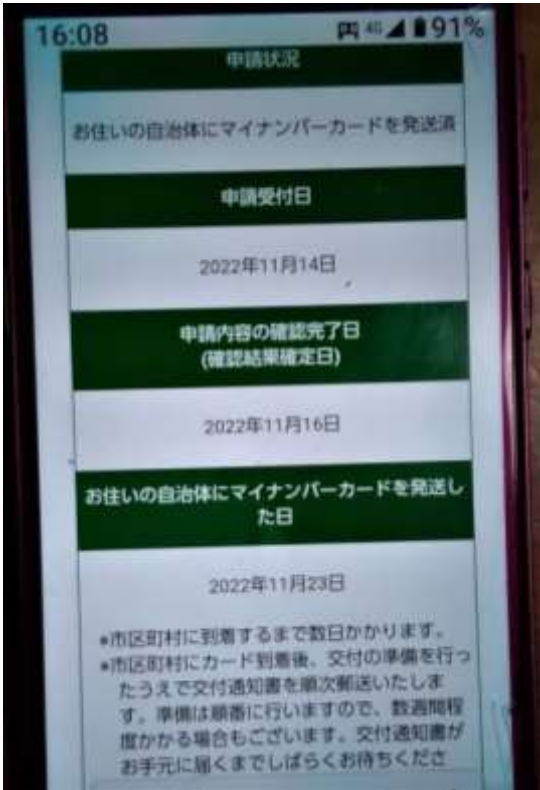 16:08
4G 91%
申請状況
お住いの自治体にマイナンバーカードを発送済
申請受付日
2022年11月14日
申請内容の確認完了日
(確認結果確定日)
2022年11月16日
お住いの自治体にマイナンバーカードを発送し
た日
2022年11月23日
*市区町村に到着するまで数日かかります。
*市区町村にカード到着後、交付の準備を行っ
たうえで交付通知書を順次郵送いたしま
す。準備は順番に行いますので、数週間程
度かかる場合もございます。交付通知書が
お手元に届くまでしばらくお待ちくださ